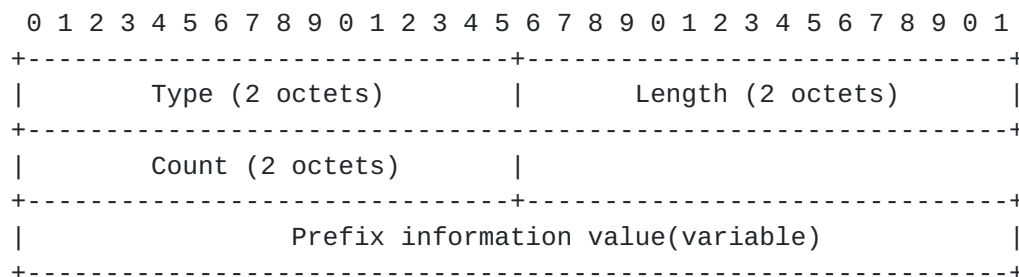 0 1 2 3 4 5 6 7 8 9 0 1 2 3 4 5 6 7 8 9 0 1 2 3 4 5 6 7 8 9 0 1
+-------------------------------+-------------------------------+
|        Type (2 octets)        |       Length (2 octets)       |
+---------------------------------------------------------------+
|        Count (2 octets)       |
+-------------------------------+-------------------------------+
|                 Prefix information value(variable)            |
+---------------------------------------------------------------+